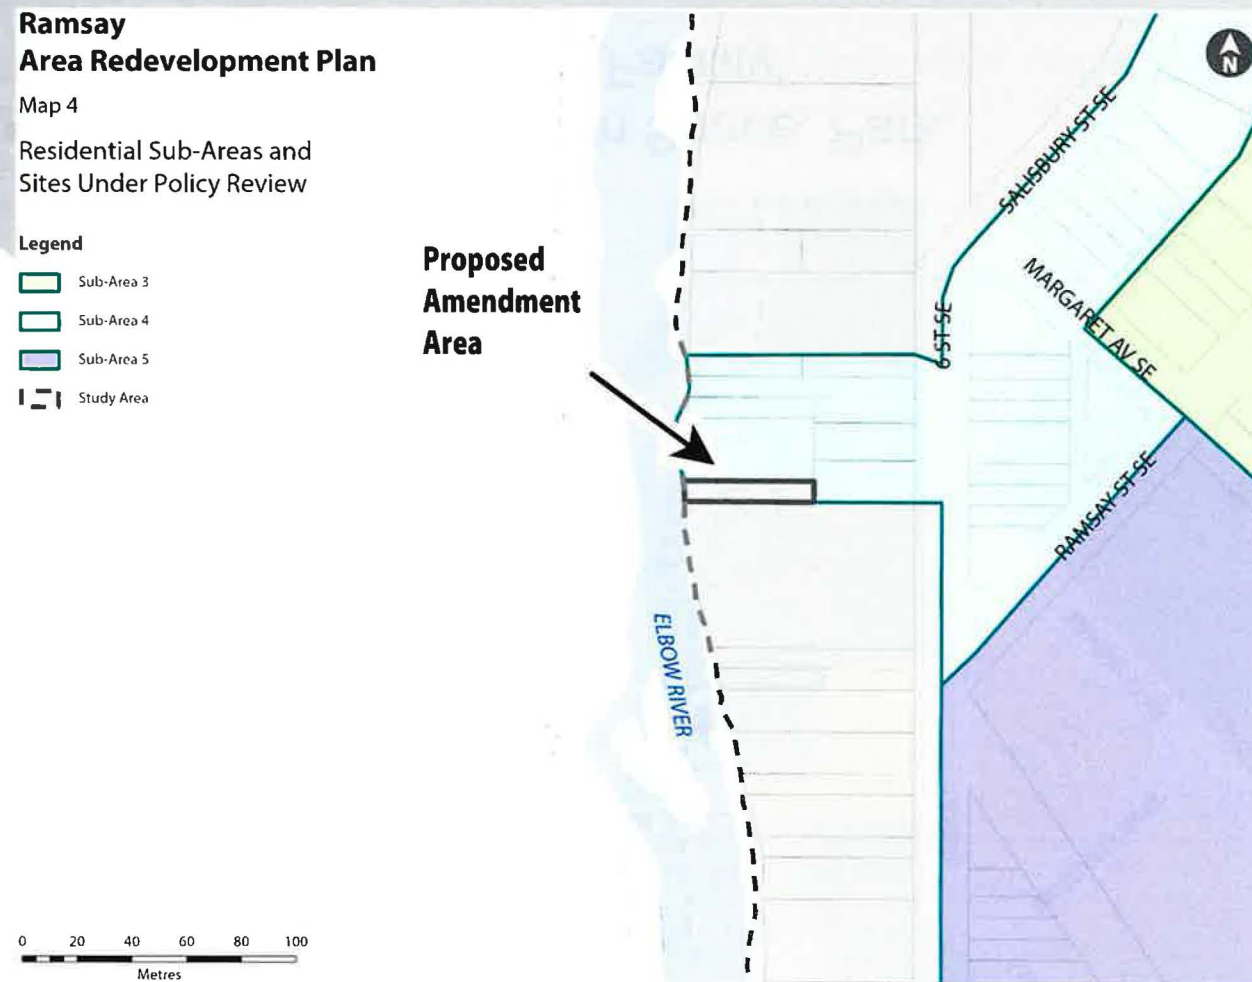 Ramsay
Area Redevelopment Plan
Map 4
Residential Sub-Areas and
Sites Under Policy Review
Legend
Sub-Area 3
Sub-Area 4
Sub-Area 5
Study Area
Proposed
Amendment
Area
N
SALISBURY ST SE
MARGARET AV SE
6 ST SE
RAMSAY ST SE
ELBOW RIVER
0 20 40 60 80 100
Metres